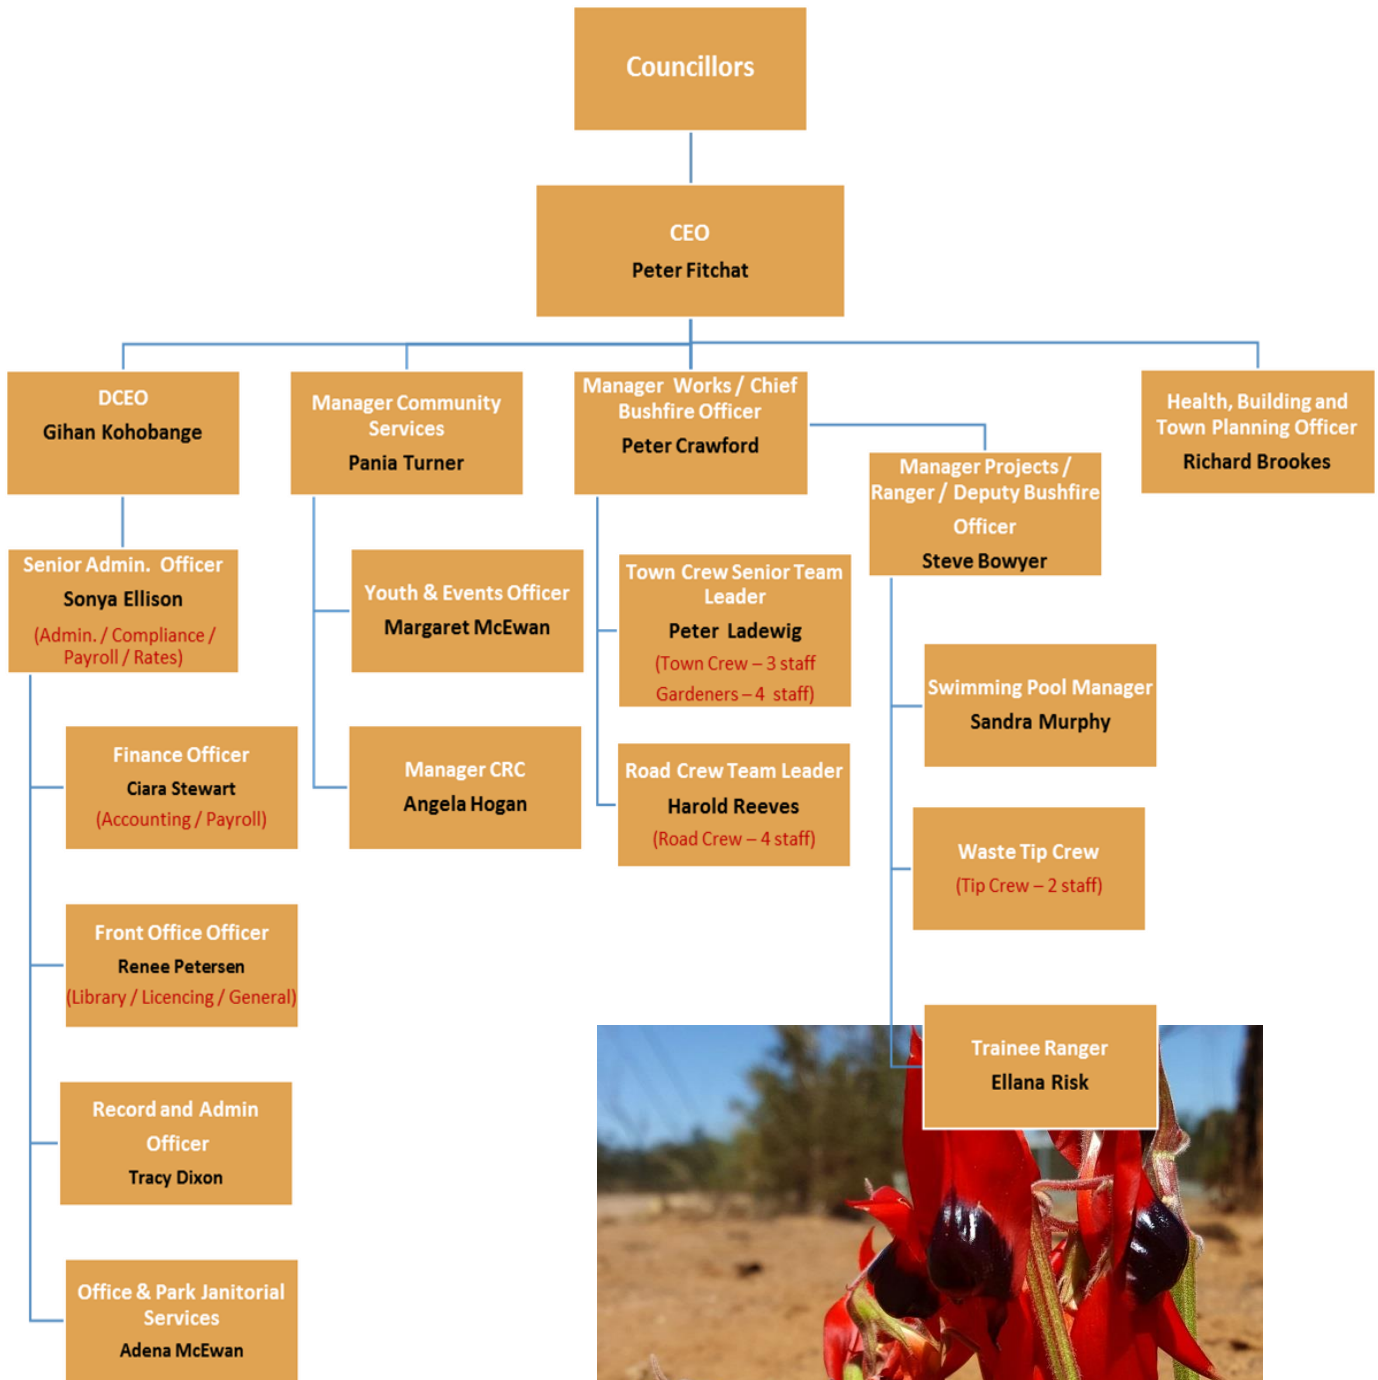 Councillors
CEO
Peter Fitchat
DCEO
Gihan Kohobange
Manager Community
Services
Pania Turner
Manager Works / Chief
Bushfire Officer
Peter Crawford
Health, Building and
Town Planning Officer
Richard Brookes
Manager Projects /
Ranger / Deputy Bushfire
Officer
Steve Bowyer
Senior Admin. Officer
Sonya Ellison
(Admin. / Compliance /
Payroll / Rates)
Finance Officer
Ciara Stewart
(Accounting / Payroll)
Front Office Officer
Renee Petersen
(Library / Licencing / General)
Record and Admin
Officer
Tracy Dixon
Office & Park Janitorial
Services
Adena McEwan
Youth & Events Officer
Margaret McEwan
Manager CRC
Angela Hogan
Town Crew Senior Team
Leader
Peter Ladewig
(Town Crew – 3 staff
Gardeners – 4 staff)
Road Crew Team Leader
Harold Reeves
(Road Crew – 4 staff)
Swimming Pool Manager
Sandra Murphy
Waste Tip Crew
(Tip Crew – 2 staff)
Trainee Ranger
Ellana Risk